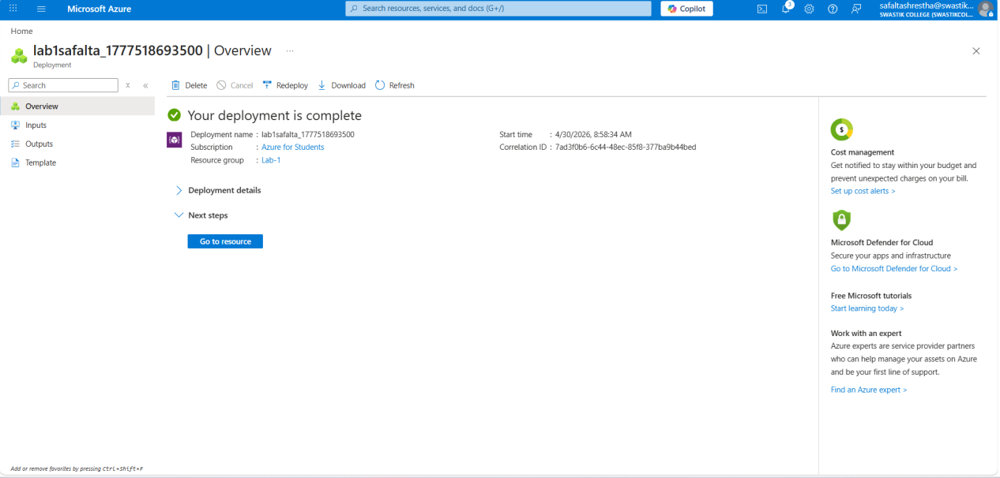 Microsoft Azure
Search resources, services, and docs (G+/)
Copilot
3
safaltashrestha@swastik...
SWASTIK COLLEGE (SWASTIKCOL...
Home
lab1safalta_1777518693500 | Overview ...
Deployment
Search
Delete
Cancel
Redeploy
Download
Refresh
Overview
Inputs
Outputs
Template
Your deployment is complete
Deployment name : lab1safalta_1777518693500
Subscription : Azure for Students
Resource group : Lab-1
Start time : 4/30/2026, 8:58:34 AM
Correlation ID : 7ad3f0b6-6c44-48ec-85f8-377ba9b44bed
Deployment details
Next steps
Go to resource
Cost management
Get notified to stay within your budget and
prevent unexpected charges on your bill.
Set up cost alerts >
Microsoft Defender for Cloud
Secure your apps and infrastructure
Go to Microsoft Defender for Cloud >
Free Microsoft tutorials
Start learning today >
Work with an expert
Azure experts are service provider partners
who can help manage your assets on Azure
and be your first line of support.
Find an Azure expert >
Add or remove favorites by pressing Ctrl+Shift+F